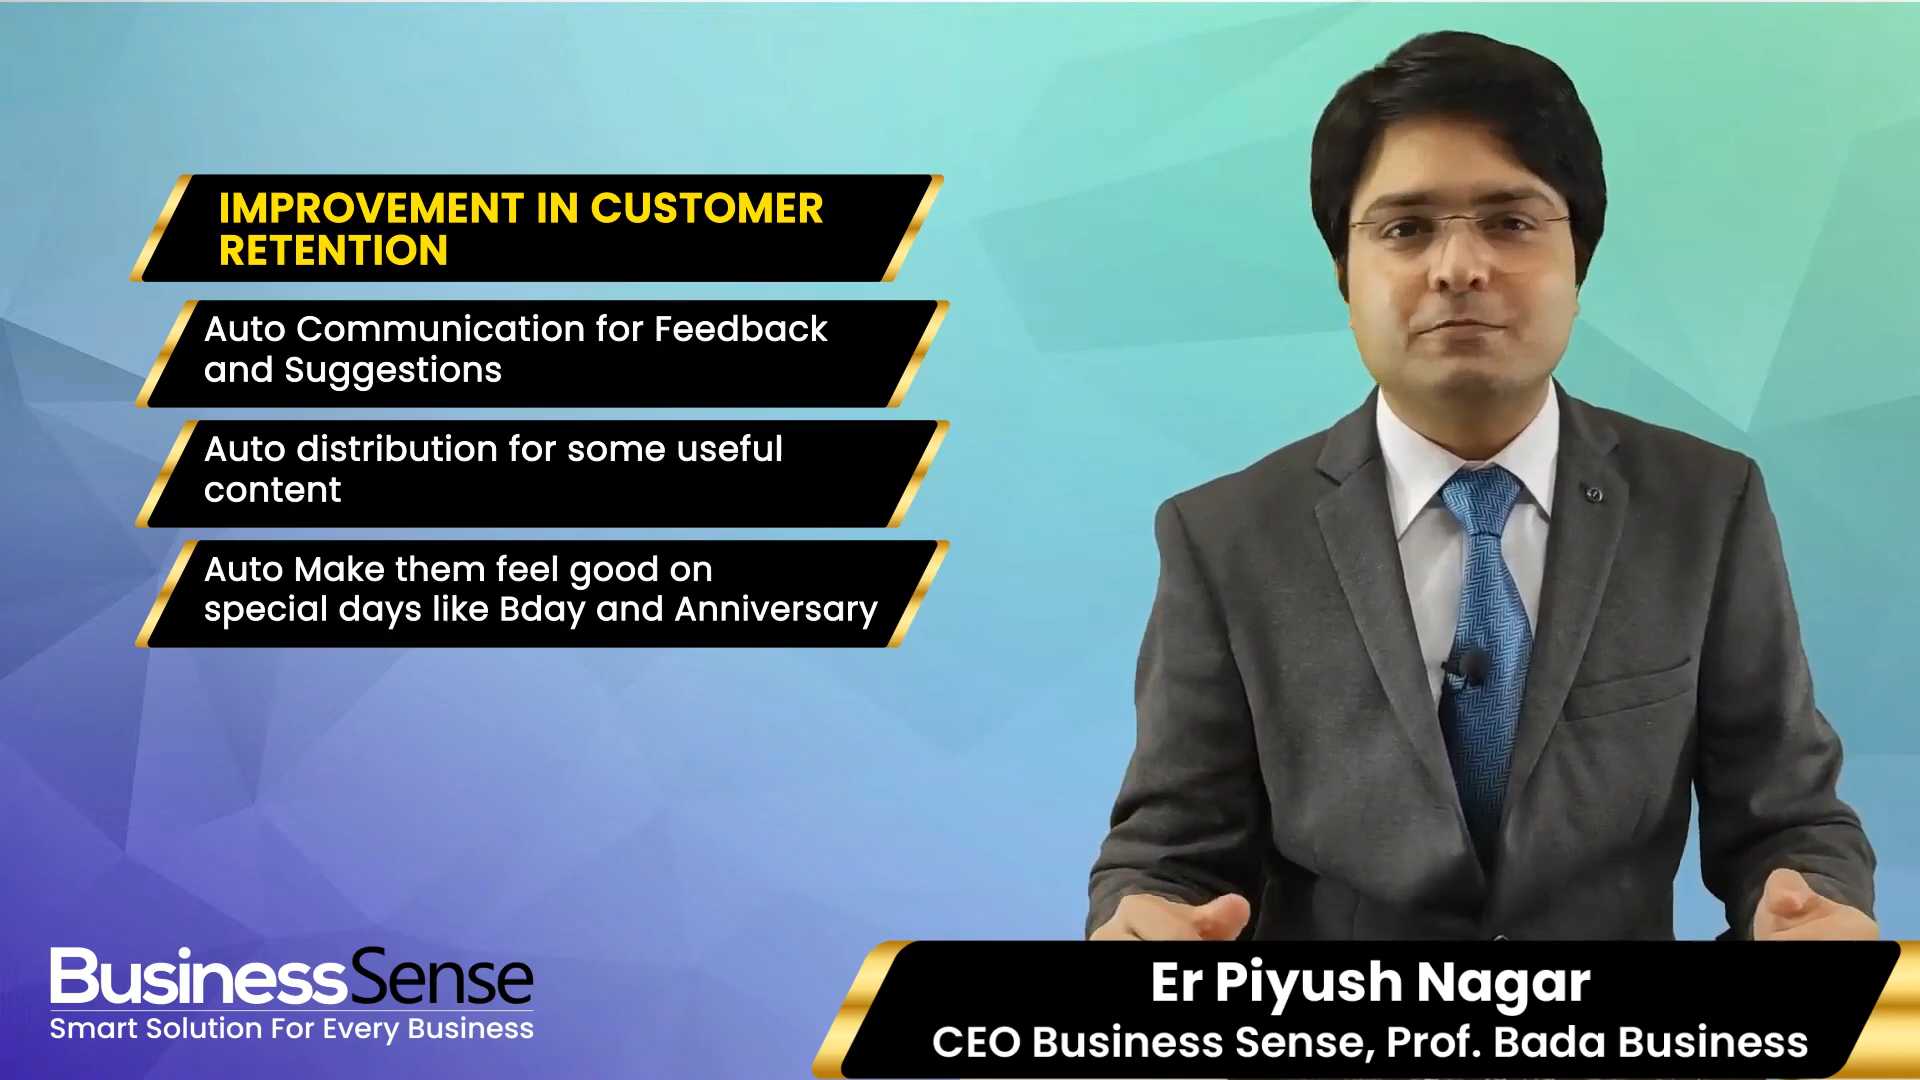 IMPROVEMENT IN CUSTOMER
RETENTION
Auto Communication for Feedback
and Suggestions
Auto distribution for some useful
content
Auto Make them feel good on
special days like Bday and Anniversary
BusinessSense
Smart Solution For Every Business
Er Piyush Nagar
CEO Business Sense, Prof. Bada Business